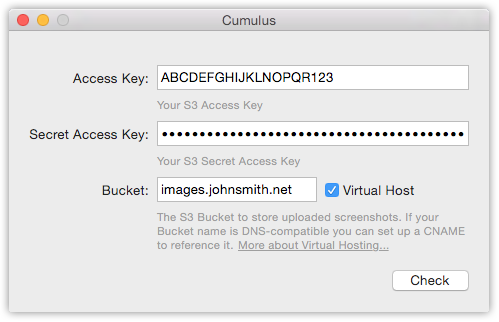 Cumulus
Access Key: ABCDEFGHIJKLNOPQR123
Your S3 Access Key
Secret Access Key: ••••••••••••••••••••••••••••••••••••••••
Your S3 Secret Access Key
Bucket: images.johnsmith.net Virtual Host
The S3 Bucket to store uploaded screenshots. If your
Bucket name is DNS-compatible you can set up a CNAME
to reference it. More about Virtual Hosting...
Check